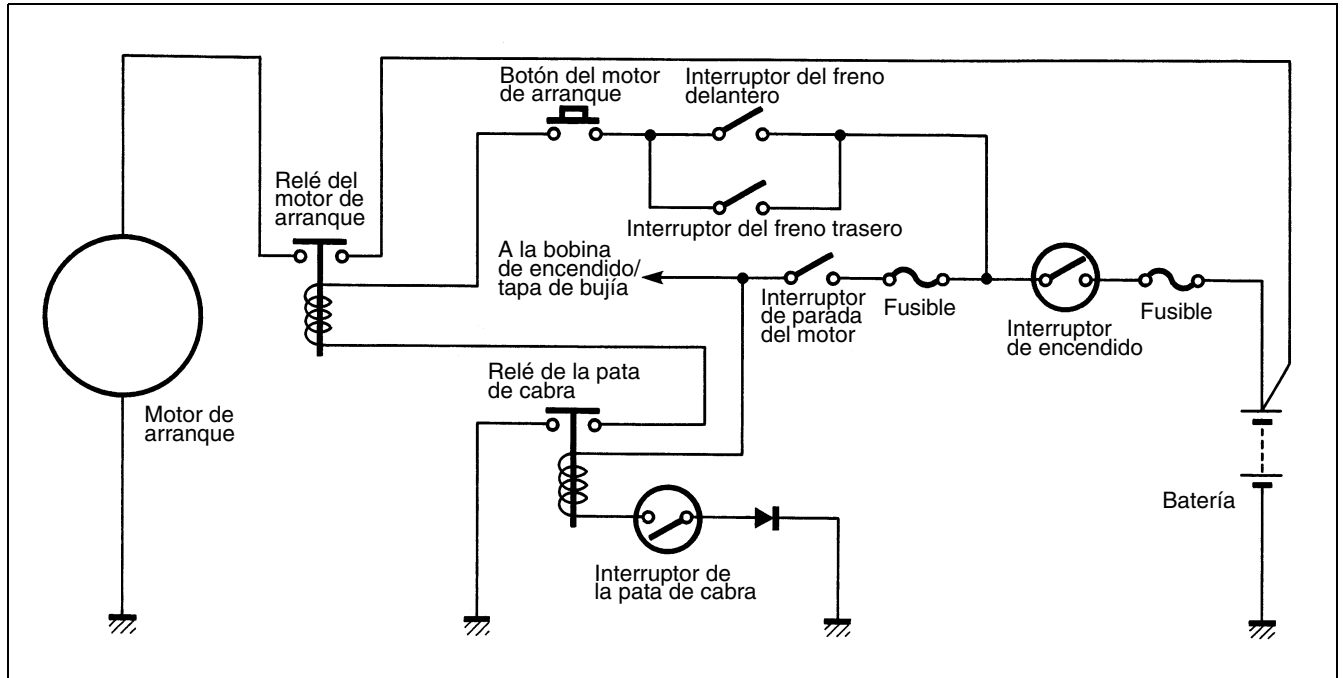 Botón del motor
de arranque
Interruptor del freno
delantero
Relé del
motor de
arranque
Interruptor del freno trasero
A la bobina
de encendido/
tapa de bujía
Interruptor
de parada
del motor
Fusible
Interruptor
de encendido
Fusible
Relé de la pata
de cabra
Motor de
arranque
Batería
Interruptor de
la pata de cabra